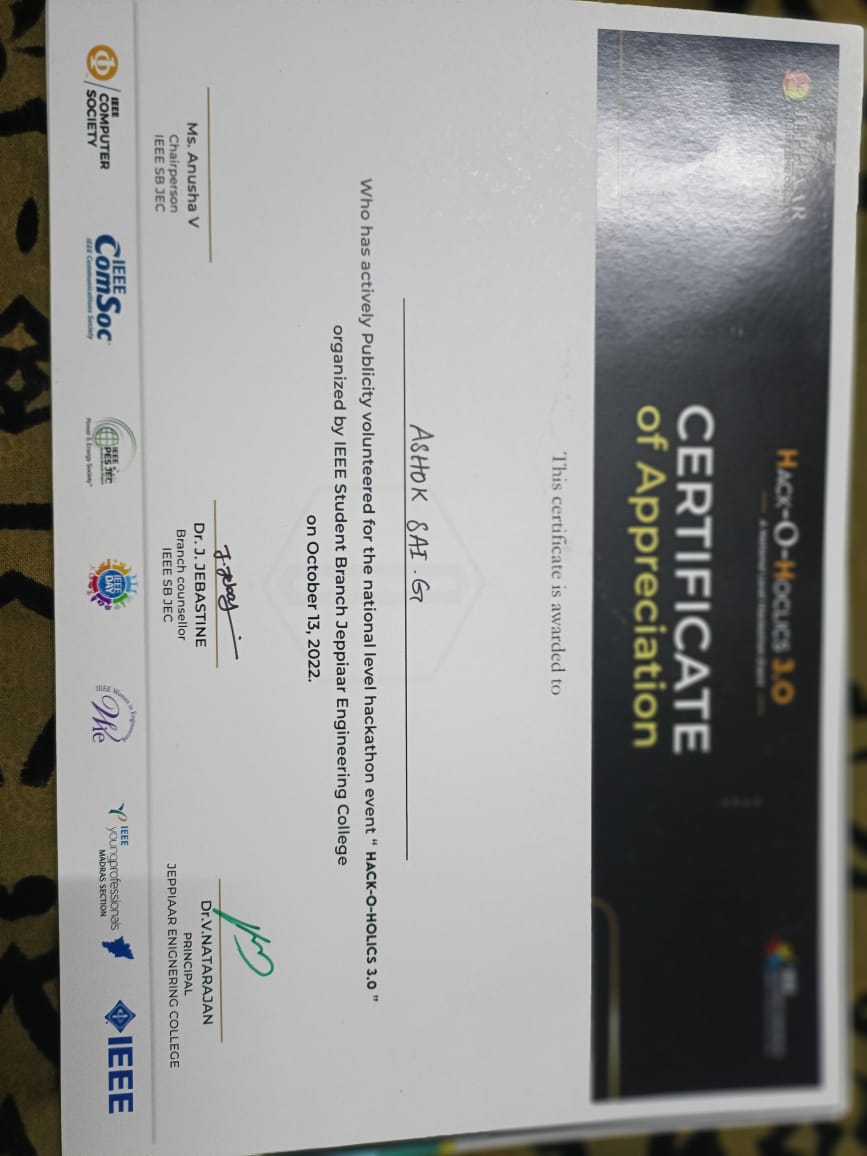 JEPPIAAR
HACK-O-HOCLICS 3.0
A National Level Hackathon Event
CERTIFICATE
of Appreciation
This certificate is awarded to
ASHOK SAI . G
Who has actively Publicity volunteered for the national level hackathon event “ HACK-O-HOLICS 3.0 ”
organized by IEEE Student Branch Jeppiaar Engineering College
on October 13, 2022.
J. Jebas
Ms. Anusha V
Chairperson
IEEE SB JEC
Dr. J. JEBASTINE
Branch counsellor
IEEE SB JEC
Dr.V.NATARAJAN
PRINCIPAL
JEPPIAAR ENIGNERING COLLEGE
IEEE
COMPUTER
SOCIETY
IEEE
ComSoc
IEEE Communications Society
IEEE
PES JEC
Power & Energy Society
IEEE
DAY
IEEE Women in Engineering
Wie
IEEE
youngprofessionals
MADRAS SECTION
IEEE